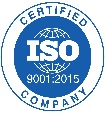 CERTIFIED
ISO
9001:2015
COMPANY